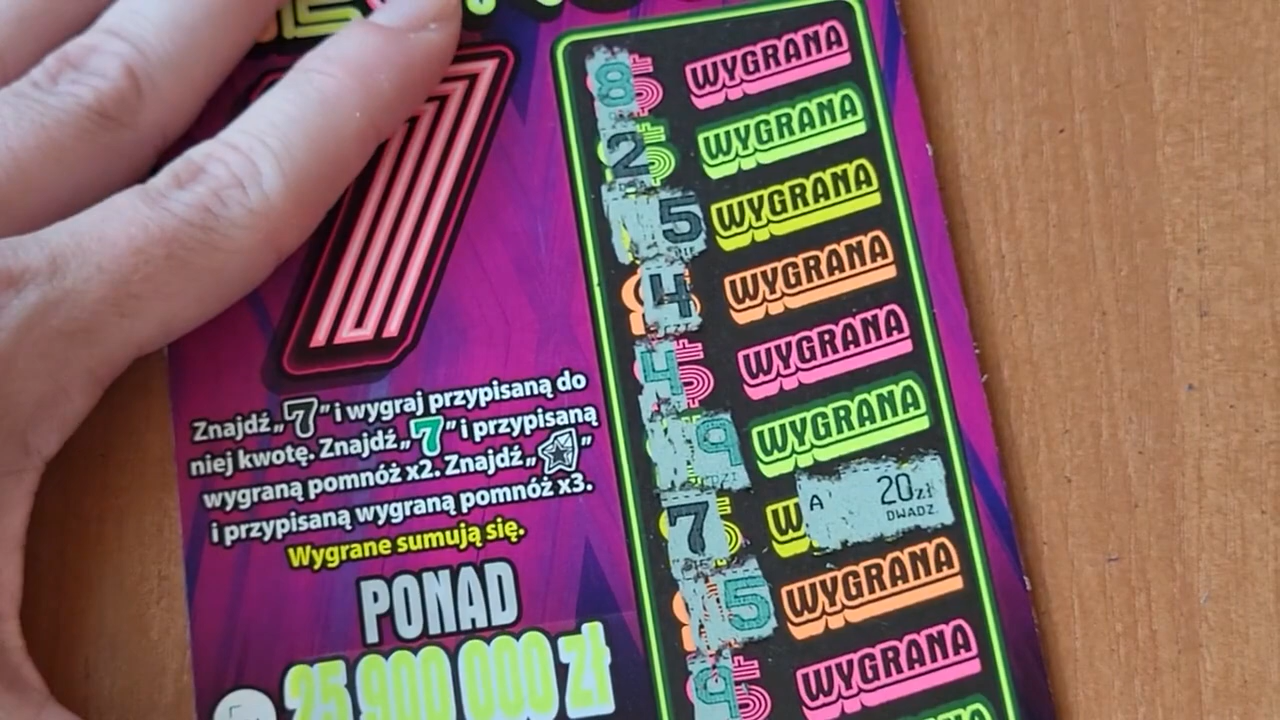 8 WYGRANA
2 WYGRANA
5 WYGRANA
4 WYGRANA
4 WYGRANA
9 WYGRANA
7 A 20zł
DWADZ.
5 WYGRANA
9 WYGRANA
7
Znajdź „7” i wygraj przypisaną do
niej kwotę. Znajdź „7” i przypisaną
wygraną pomnóż x2. Znajdź „ ”
i przypisaną wygraną pomnóż x3.
Wygrane sumują się.
PONAD
25 900 000 zł